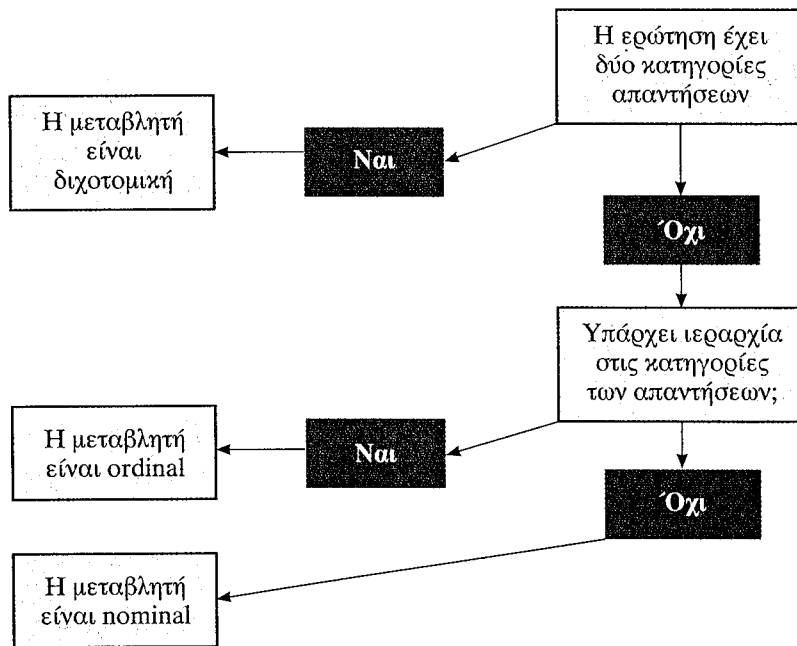 Η ερώτηση έχει
δύο κατηγορίες
απαντήσεων
Η μεταβλητή
είναι
διχοτομική
Ναι
Όχι
Υπάρχει ιεραρχία
στις κατηγορίες
των απαντήσεων;
Η μεταβλητή
είναι ordinal
Ναι
Όχι
Η μεταβλητή
είναι nominal